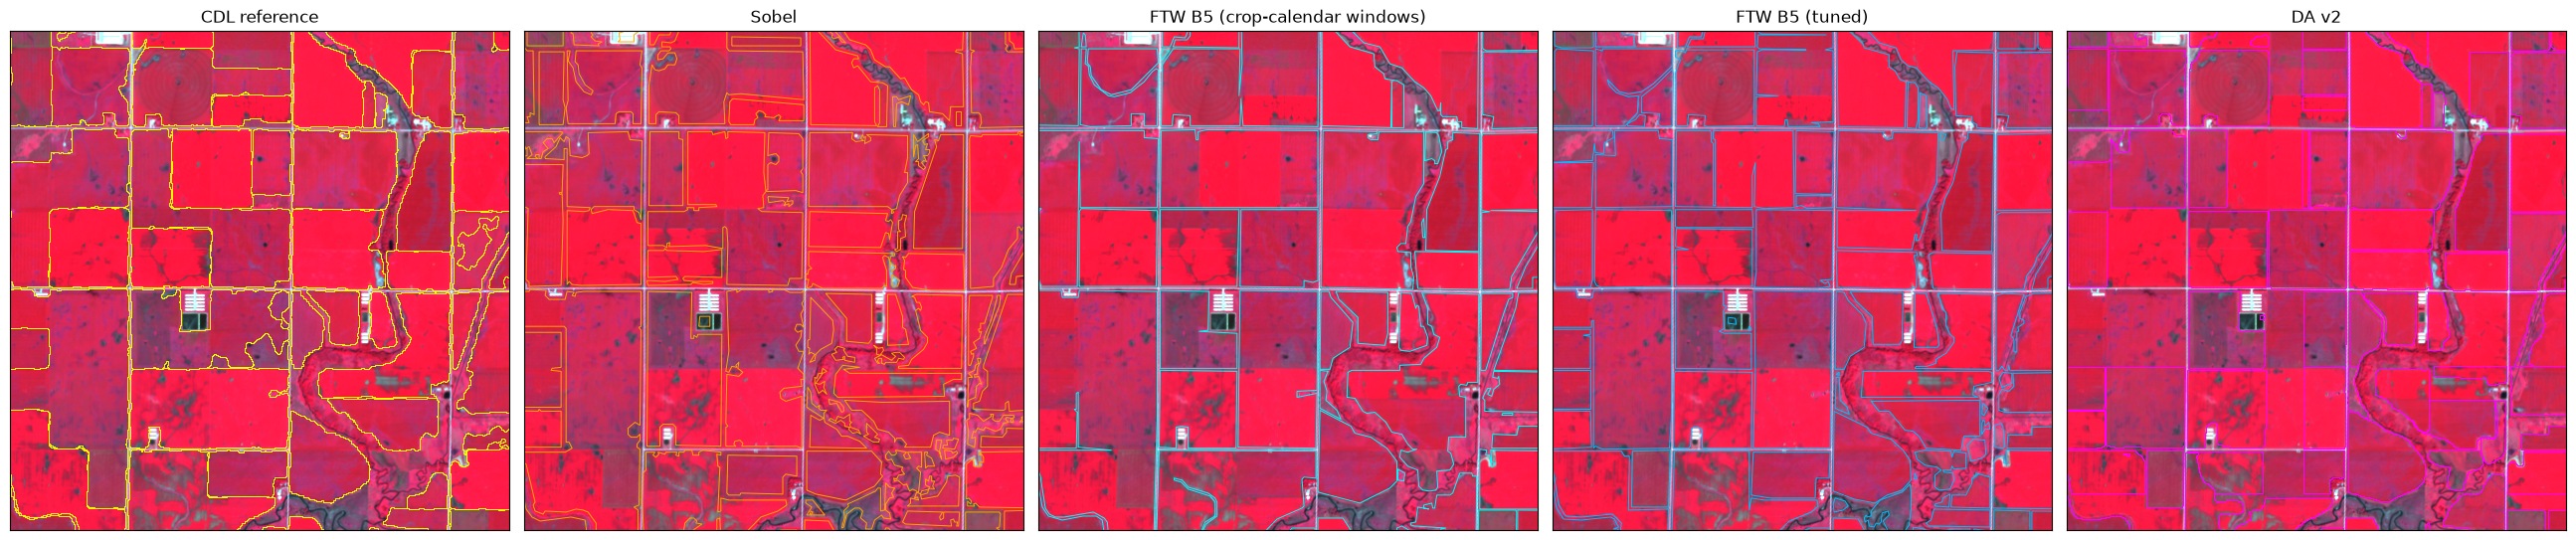 CDL reference
Sobel
FTW B5 (crop-calendar windows)
FTW B5 (tuned)
DA v2